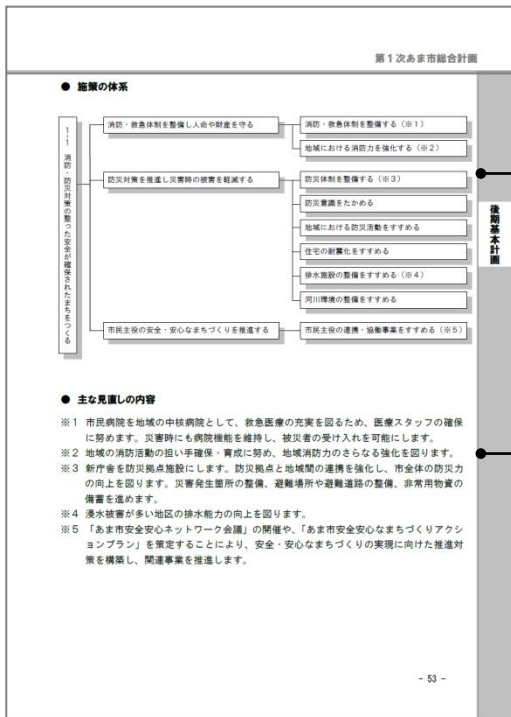 第1次あま市総合計画
● 施策の体系
1-1 消防・防災対策の整った安全が確保されたまちをつくる
消防・救急体制を整備し人命や財産を守る
消防・救急体制を整備する（※1）
地域における消防力を強化する（※2）
防災対策を推進し災害時の被害を軽減する
防災体制を整備する（※3）
防災意識をたかめる
地域における防災活動をすすめる
住宅の耐震化をすすめる
排水施設の整備をすすめる（※4）
河川環境の整備をすすめる
市民主役の安全・安心なまちづくりを推進する
市民主役の連携・協働事業をすすめる（※5）
後期基本計画
● 主な見直しの内容
※1 市民病院を地域の中核病院として、救急医療の充実を図るため、医療スタッフの確保
に努めます。災害時にも病院機能を維持し、被災者の受け入れを可能にします。
※2 地域の消防活動の担い手確保・育成に努め、地域消防力のさらなる強化を図ります。
※3 新庁舎を防災拠点施設にします。防災拠点と地域間の連携を強化し、市全体の防災力
の向上を図ります。災害発生箇所の整備、避難場所や避難道路の整備、非常用物資の
備蓄を進めます。
※4 浸水被害が多い地区の排水能力の向上を図ります。
※5 「あま市安全安心ネットワーク会議」の開催や、「あま市安全安心なまちづくりアクシ
ョンプラン」を策定することにより、安全・安心なまちづくりの実現に向けた推進対
策を構築し、関連事業を推進します。
- 53 -